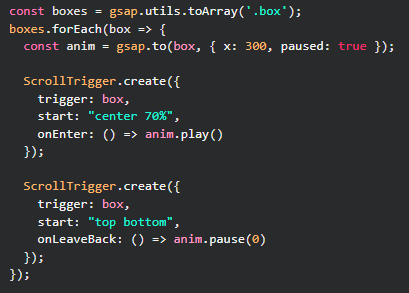 const boxes = gsap.utils.toArray('.box');
boxes.forEach(box => {
  const anim = gsap.to(box, { x: 300, paused: true });

  ScrollTrigger.create({
    trigger: box,
    start: "center 70%",
    onEnter: () => anim.play()
  });

  ScrollTrigger.create({
    trigger: box,
    start: "top bottom",
    onLeaveBack: () => anim.pause(0)
  });
});